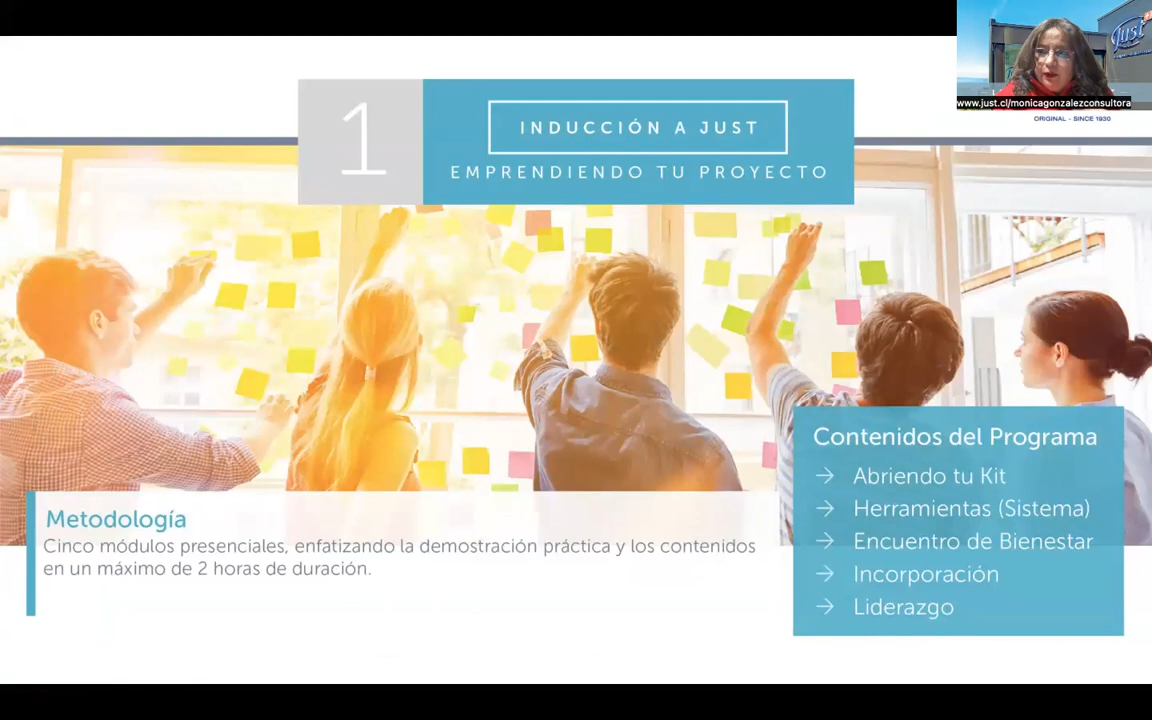 1
INDUCCIÓN A JUST
EMPRENDIENDO TU PROYECTO
Just
www.just.cl/monicagonzalezconsultora
ORIGINAL - SINCE 1930
Metodología
Cinco módulos presenciales, enfatizando la demostración práctica y los contenidos
en un máximo de 2 horas de duración.
Contenidos del Programa
→ Abriendo tu Kit
→ Herramientas (Sistema)
→ Encuentro de Bienestar
→ Incorporación
→ Liderazgo